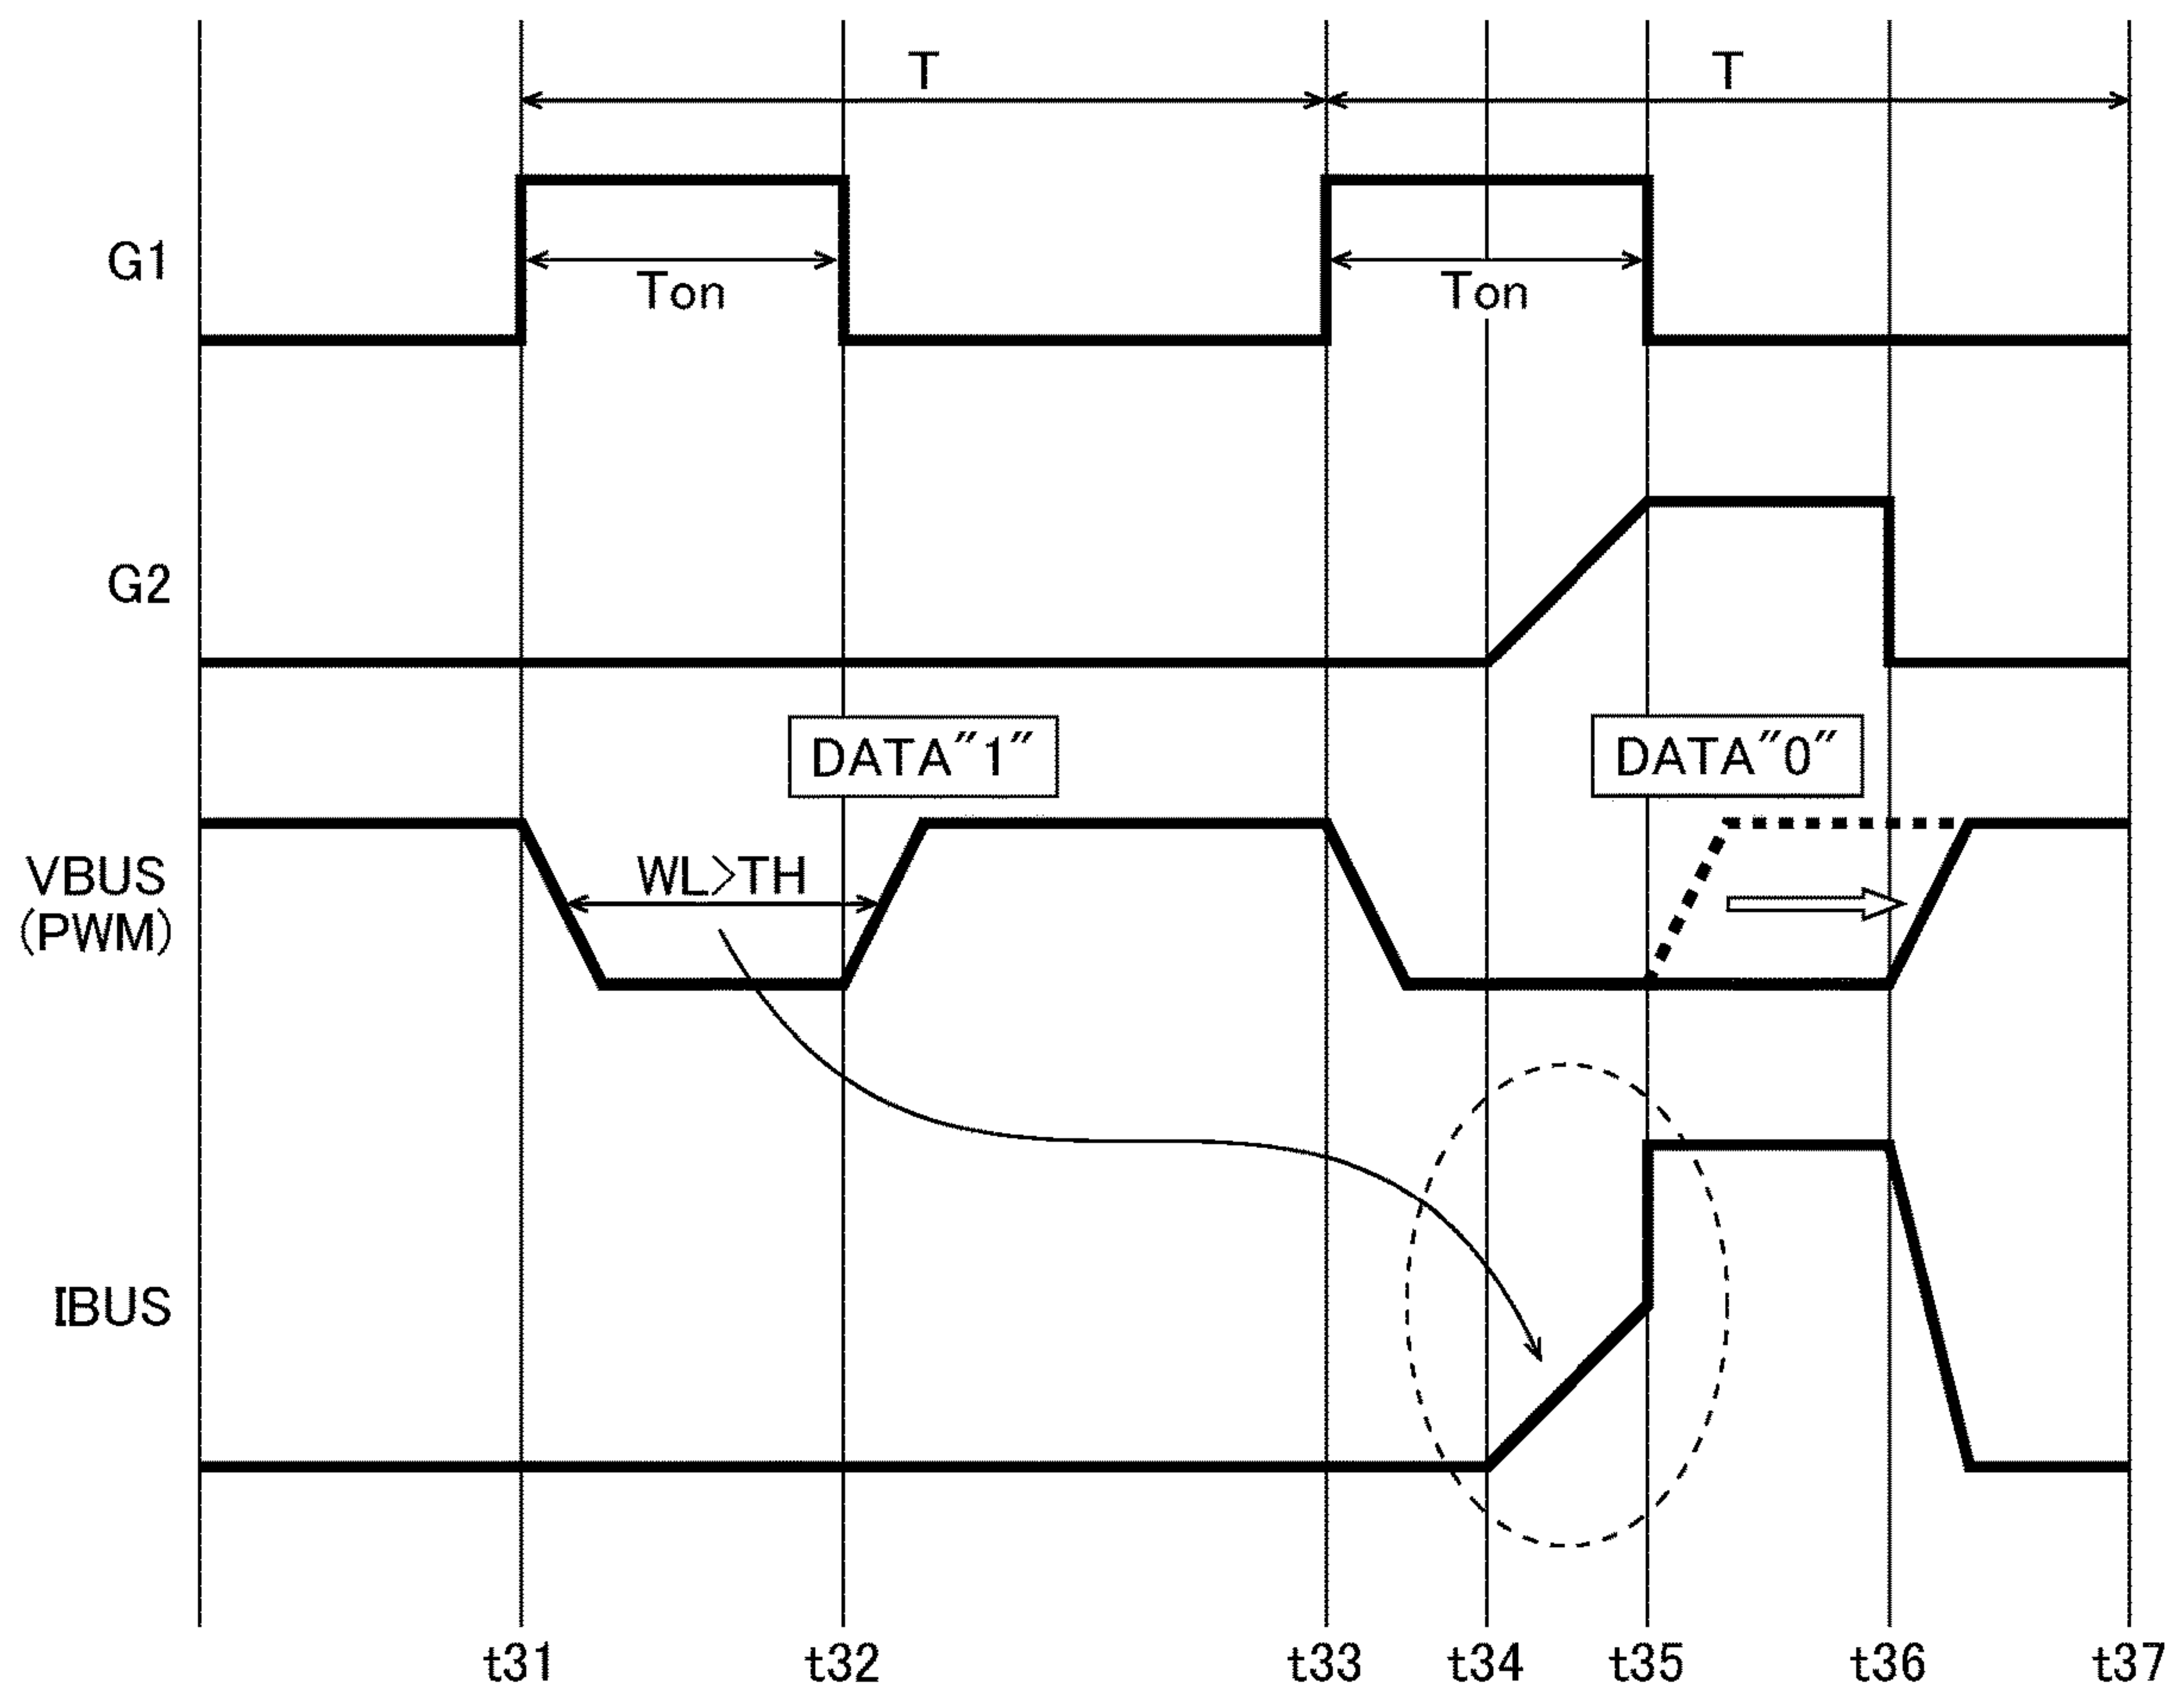 T T
G1
Ton Ton
G2
DATA"1" DATA"0"
VBUS
(PWM)
WL>TH
IBUS
t31 t32 t33 t34 t35 t36 t37